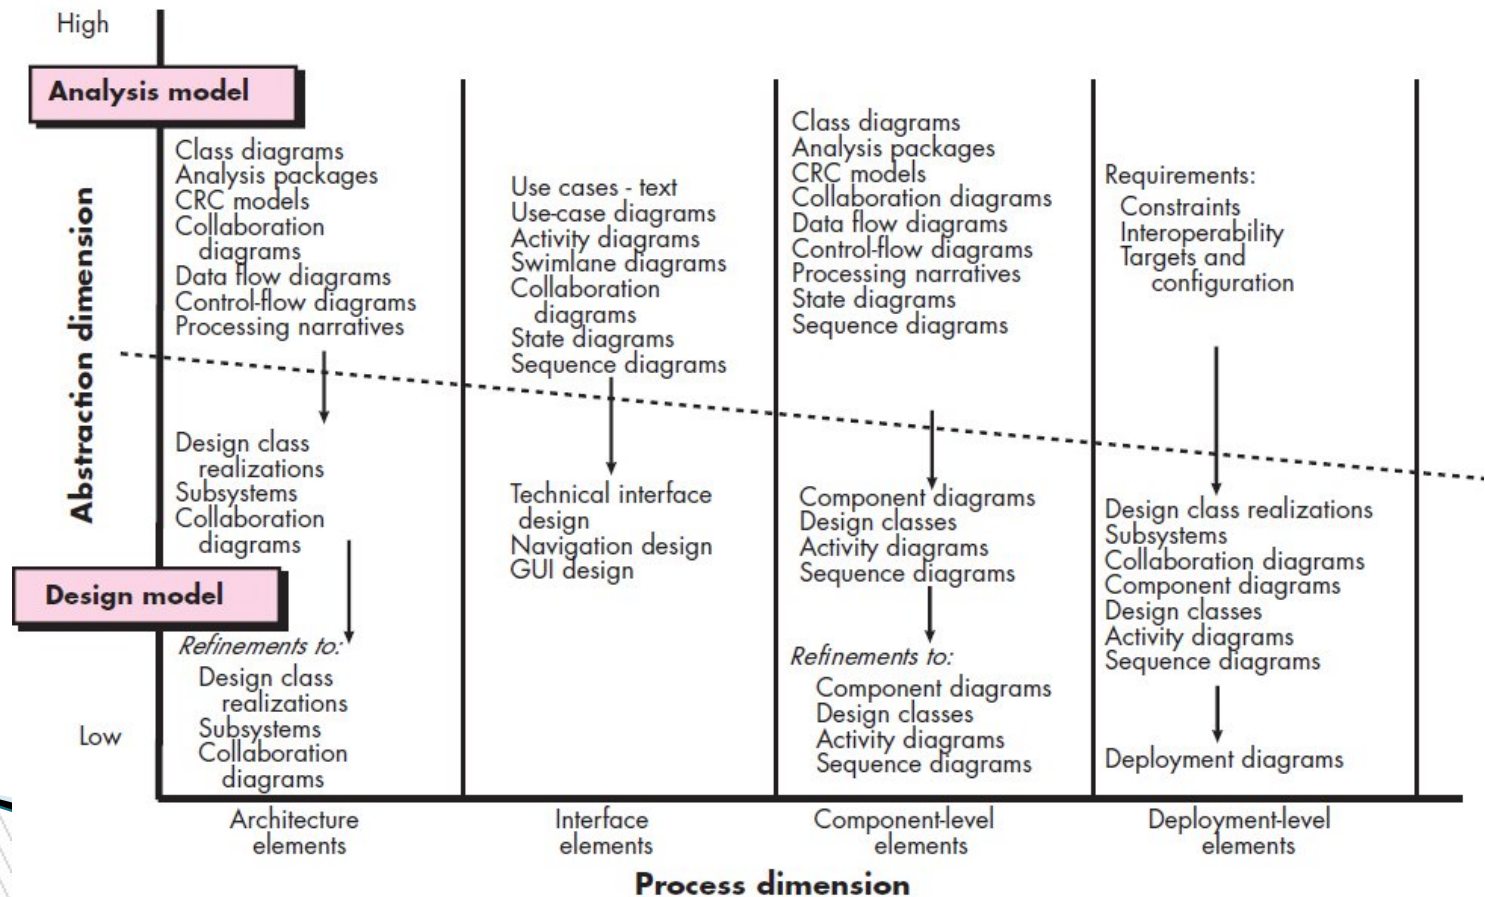 High
Analysis model
Abstraction dimension
Design model
Low
Class diagrams
Analysis packages
CRC models
Collaboration
diagrams
Data flow diagrams
Control-flow diagrams
Processing narratives
Design class
realizations
Subsystems
Collaboration
diagrams
Refinements to:
Design class
realizations
Subsystems
Collaboration
diagrams
Architecture
elements
Use cases - text
Use-case diagrams
Activity diagrams
Swimlane diagrams
Collaboration
diagrams
State diagrams
Sequence diagrams
Technical interface
design
Navigation design
GUI design
Interface
elements
Class diagrams
Analysis packages
CRC models
Collaboration diagrams
Data flow diagrams
Control-flow diagrams
Processing narratives
State diagrams
Sequence diagrams
Component diagrams
Design classes
Activity diagrams
Sequence diagrams
Refinements to:
Component diagrams
Design classes
Activity diagrams
Sequence diagrams
Component-level
elements
Requirements:
Constraints
Interoperability
Targets and
configuration
Design class realizations
Subsystems
Collaboration diagrams
Component diagrams
Design classes
Activity diagrams
Sequence diagrams
Deployment diagrams
Deployment-level
elements
Process dimension